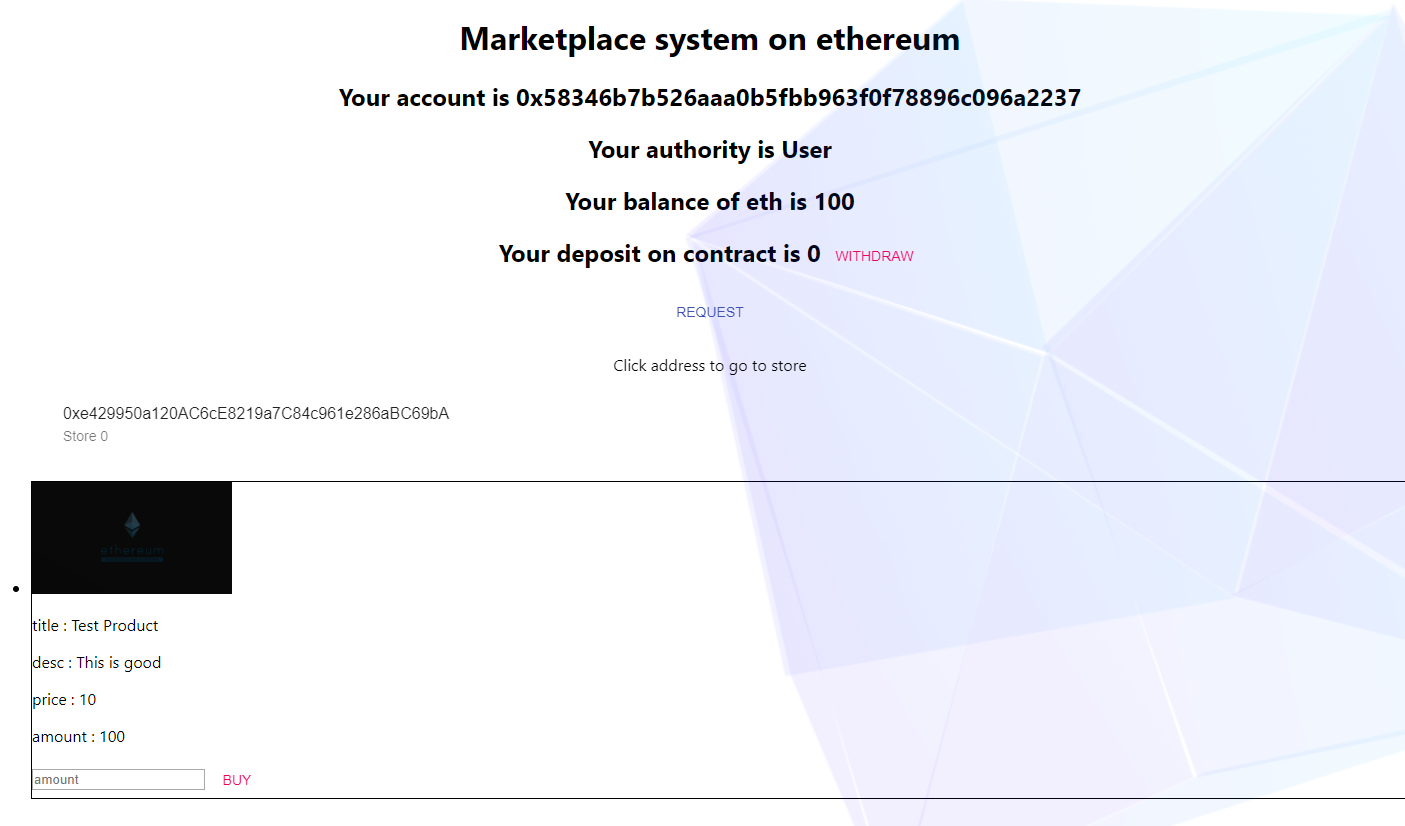 Marketplace system on ethereum
Your account is 0x58346b7b526aaa0b5fbb963f0f78896c096a2237
Your authority is User
Your balance of eth is 100
Your deposit on contract is 0 WITHDRAW
REQUEST
Click address to go to store
0xe429950a120AC6cE8219a7C84c961e286aBC69bA
Store 0
ethereum
title : Test Product
desc : This is good
price : 10
amount : 100
amount BUY